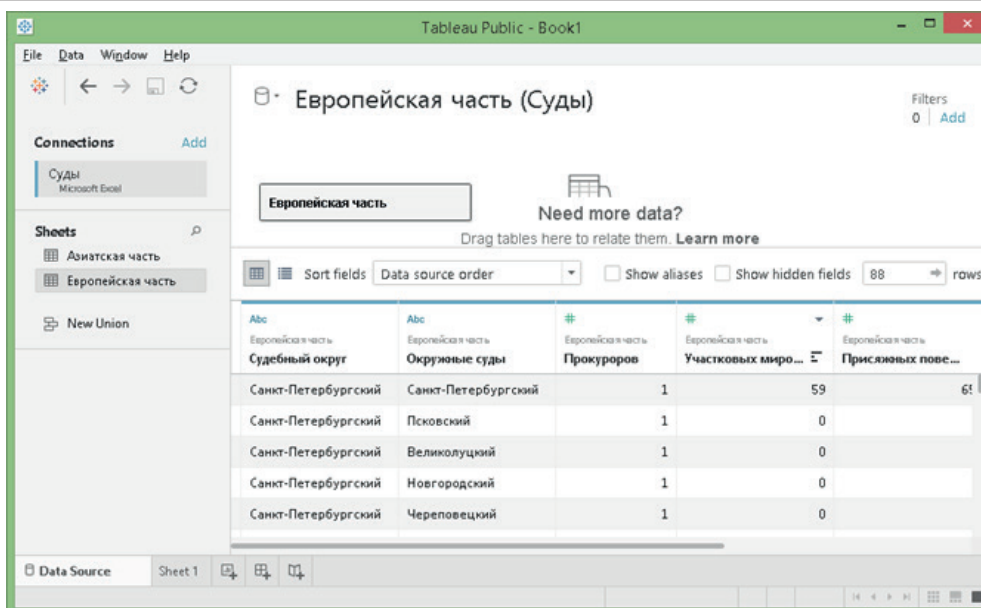 Tableau Public - Book1
File Data Window Help
Connections Add
Суды
Microsoft Excel
Sheets
Азиатская часть
Европейская часть
New Union
Европейская часть (Суды)
Filters
0 Add
Европейская часть
Need more data?
Drag tables here to relate them. Learn more
Sort fields Data source order Show aliases Show hidden fields 88 rows
Abc Abc # # #
Европейская часть Европейская часть Европейская часть Европейская часть Европейская часть
Судебный округ Окружные суды Прокуроров Участковых миро... Присяжных пове...
Санкт-Петербургский Санкт-Петербургский 1 59
Санкт-Петербургский Псковский 1 0
Санкт-Петербургский Великолуцкий 1 0
Санкт-Петербургский Новгородский 1 0
Санкт-Петербургский Череповецкий 1 0
Data Source Sheet 1